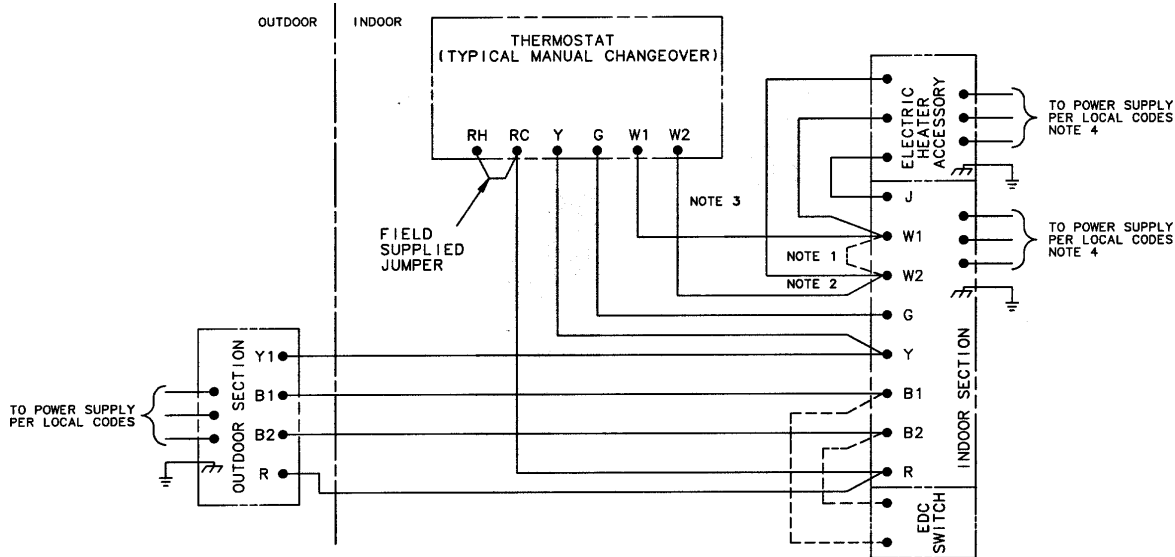 OUTDOOR
INDOOR
THERMOSTAT
(TYPICAL MANUAL CHANGEOVER)
RH RC Y G W1 W2
FIELD
SUPPLIED
JUMPER
NOTE 3
NOTE 1
NOTE 2
ELECTRIC
HEATER
ACCESSORY
TO POWER SUPPLY
PER LOCAL CODES
NOTE 4
J
W1
W2
G
Y
B1
B2
R
TO POWER SUPPLY
PER LOCAL CODES
NOTE 4
INDOOR SECTION
EDC
SWITCH
TO POWER SUPPLY
PER LOCAL CODES
OUTDOOR SECTION
Y1
B1
B2
R